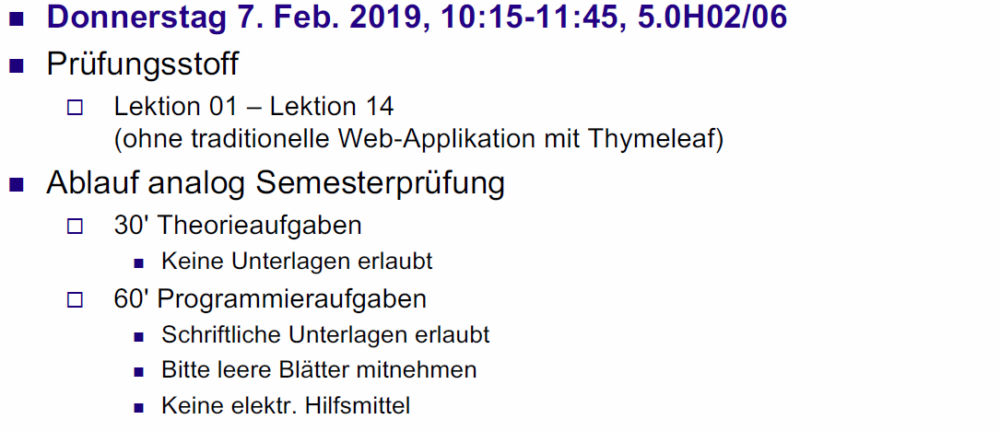 Donnerstag 7. Feb. 2019, 10:15-11:45, 5.0H02/06
Prüfungsstoff
Lektion 01 – Lektion 14
(ohne traditionelle Web-Applikation mit Thymeleaf)
Ablauf analog Semesterprüfung
30' Theorieaufgaben
Keine Unterlagen erlaubt
60' Programmieraufgaben
Schriftliche Unterlagen erlaubt
Bitte leere Blätter mitnehmen
Keine elektr. Hilfsmittel